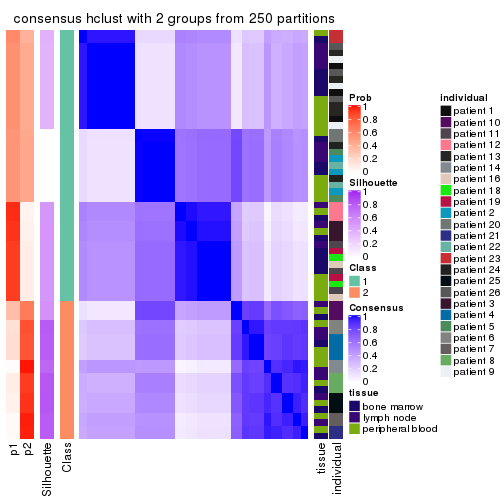 consensus hclust with 2 groups from 250 partitions
p1
p2
Silhouette
Class
tissue
individual
Prob
1
0.8
0.6
0.4
0.2
0
Silhouette
1
0.8
0.6
0.4
0.2
0
Class
1
2
Consensus
1
0.8
0.6
0.4
0.2
0
tissue
bone marrow
lymph node
peripheral blood
individual
patient 1
patient 10
patient 11
patient 12
patient 13
patient 14
patient 16
patient 18
patient 19
patient 2
patient 20
patient 21
patient 22
patient 23
patient 24
patient 25
patient 26
patient 3
patient 4
patient 5
patient 6
patient 7
patient 8
patient 9